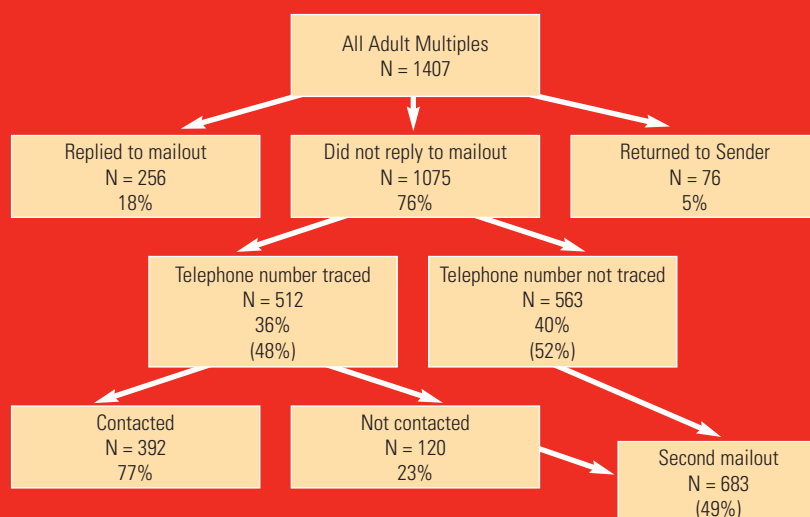 All Adult Multiples
N = 1407
Replied to mailout
N = 256
18%
Did not reply to mailout
N = 1075
76%
Returned to Sender
N = 76
5%
Telephone number traced
N = 512
36%
(48%)
Telephone number not traced
N = 563
40%
(52%)
Contacted
N = 392
77%
Not contacted
N = 120
23%
Second mailout
N = 683
(49%)